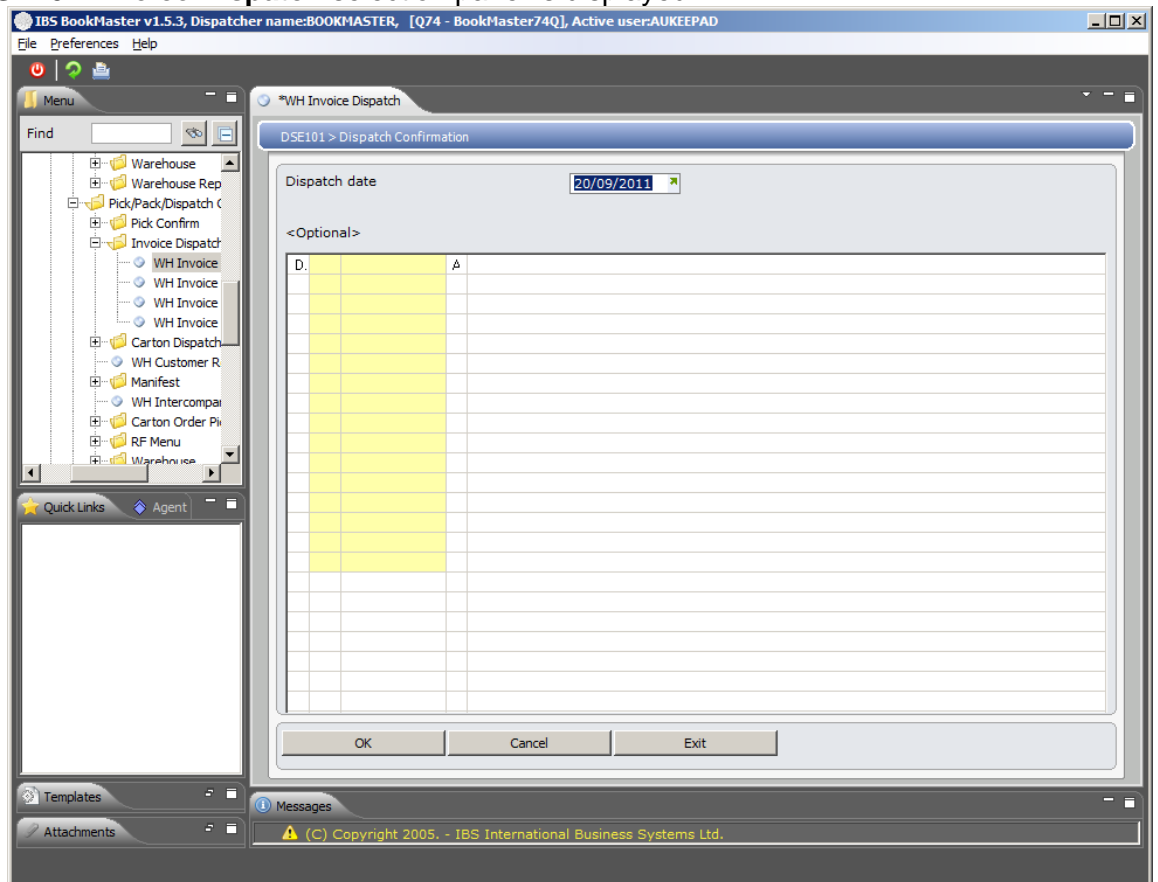 IBS BookMaster v1.5.3, Dispatcher name:BOOKMASTER, [Q74 - BookMaster74Q], Active user:AUKEEPAD
File Preferences Help
Menu
*WH Invoice Dispatch
Find
DSE101 > Dispatch Confirmation
Warehouse
Warehouse Rep
Pick/Pack/Dispatch C
Pick Confirm
Invoice Dispatch
WH Invoice
WH Invoice
WH Invoice
WH Invoice
Carton Dispatch
WH Customer R
Manifest
WH Intercompan
Carton Order Pi
RF Menu
Warehouse
Dispatch date 20/09/2011
<Optional>
D. A
Quick Links Agent
OK Cancel Exit
Templates
Attachments
Messages
(C) Copyright 2005. - IBS International Business Systems Ltd.